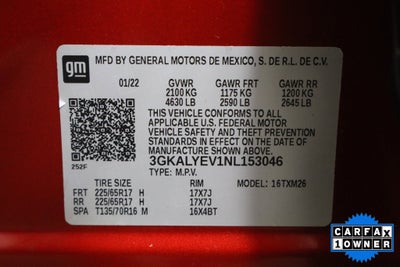 gm
MFD BY GENERAL MOTORS DE MEXICO, S. DE R.L. DE C.V.
01/22 GVWR GAWR FRT GAWR RR
2100 KG 1175 KG 1200 KG
4630 LB 2590 LB 2645 LB
THIS VEHICLE CONFORMS TO ALL
APPLICABLE U.S. FEDERAL MOTOR
VEHICLE SAFETY AND THEFT PREVENTION
STANDARDS IN EFFECT ON THE DATE OF
MANUFACTURE SHOWN ABOVE.
3GKALYEV1NL153046
252F TYPE: M.P.V.
TIRE SIZE RIM MODEL: 16TXM26
FRT 225/65R17 H 17X7J
RR 225/65R17 H 17X7J
SPA T135/70R16 M 16X4BT
CARFAX
1 OWNER